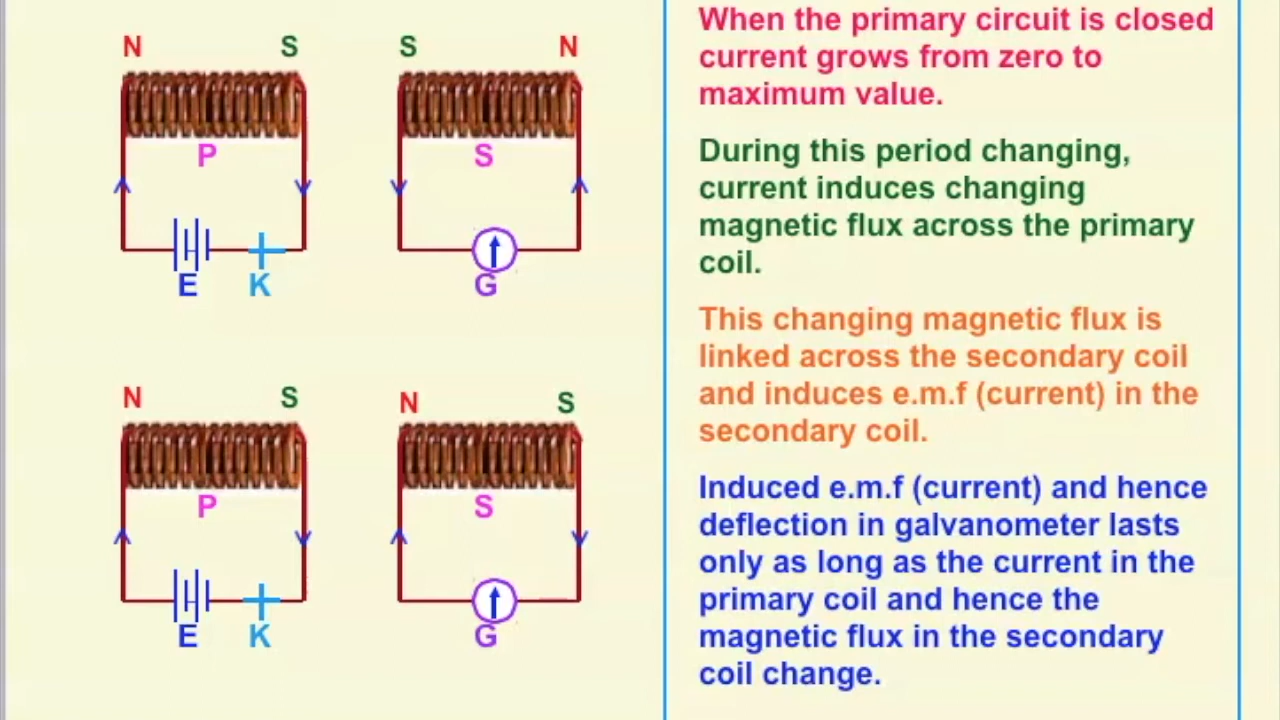 N S S N
P S
E K G
N S N S
P S
E K G
When the primary circuit is closed
current grows from zero to
maximum value.
During this period changing,
current induces changing
magnetic flux across the primary
coil.
This changing magnetic flux is
linked across the secondary coil
and induces e.m.f (current) in the
secondary coil.
Induced e.m.f (current) and hence
deflection in galvanometer lasts
only as long as the current in the
primary coil and hence the
magnetic flux in the secondary
coil change.